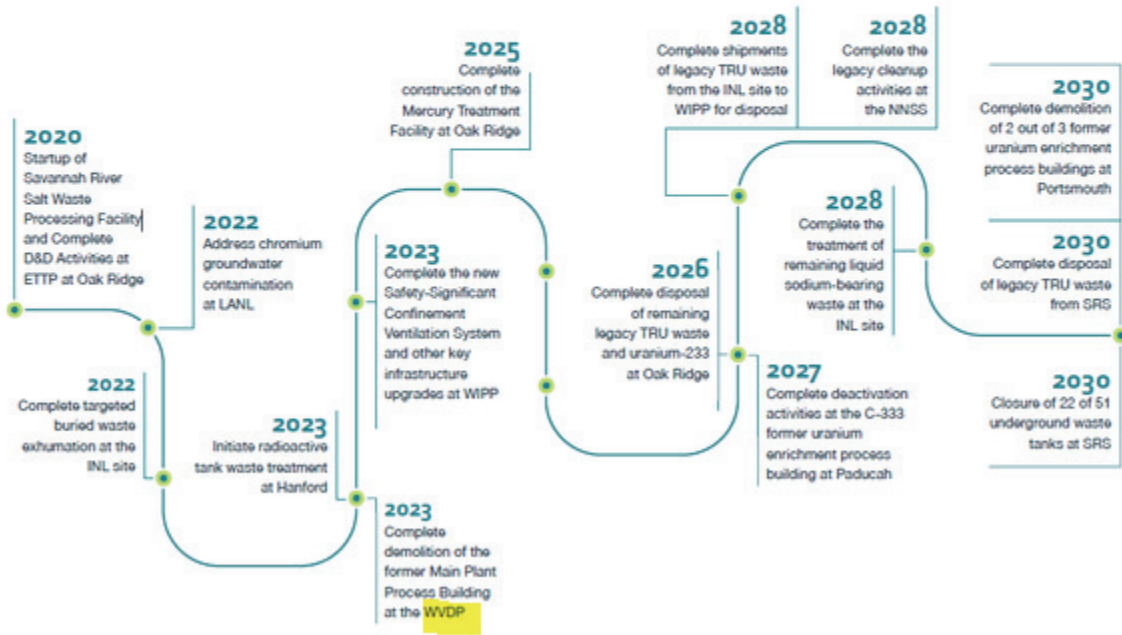 2020
Startup of
Savannah River
Salt Waste
Processing Facility
and Complete
D&D Activities at
ETTP at Oak Ridge
2022
Address chromium
groundwater
contamination
at LANL
2022
Complete targeted
buried waste
exhumation at the
INL site
2023
Initiate radioactive
tank waste treatment
at Hanford
2023
Complete
demolition of the
former Main Plant
Process Building
at the WVDP
2023
Complete the new
Safety-Significant
Confinement
Ventilation System
and other key
infrastructure
upgrades at WIPP
2025
Complete
construction of the
Mercury Treatment
Facility at Oak Ridge
2026
Complete disposal
of remaining
legacy TRU waste
and uranium-233
at Oak Ridge
2027
Complete deactivation
activities at the C-333
former uranium
enrichment process
building at Paducah
2028
Complete shipments
of legacy TRU waste
from the INL site to
WIPP for disposal
2028
Complete the
legacy cleanup
activities at
the NNSS
2028
Complete the
treatment of
remaining liquid
sodium-bearing
waste at the
INL site
2030
Complete demolition
of 2 out of 3 former
uranium enrichment
process buildings at
Portsmouth
2030
Complete disposal
of legacy TRU waste
from SRS
2030
Closure of 22 of 51
underground waste
tanks at SRS